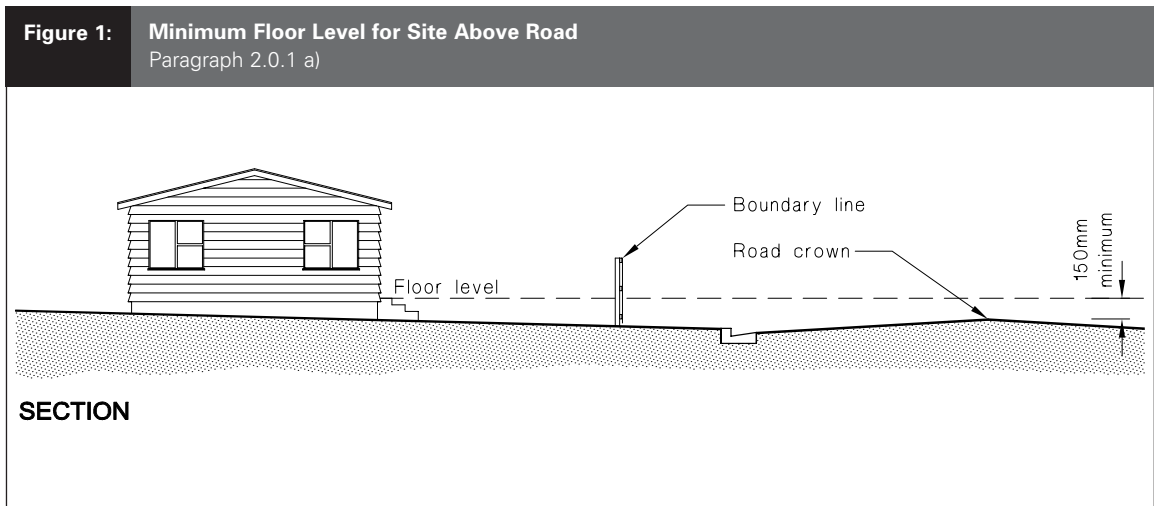 Figure 1:
Minimum Floor Level for Site Above Road
Paragraph 2.0.1 a)
Boundary line
Road crown
150mm
minimum
Floor level
SECTION